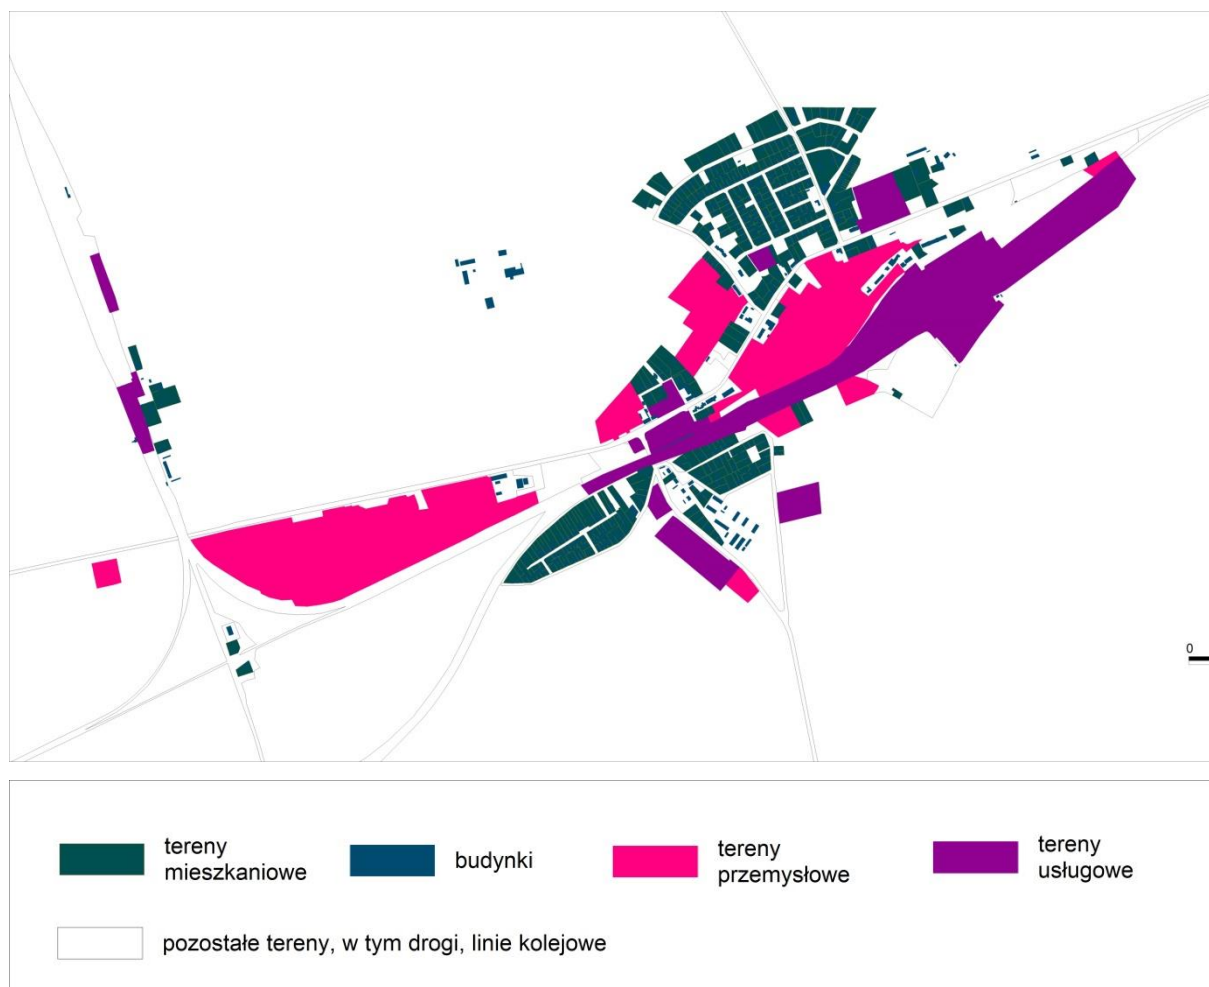 0
tereny
mieszkaniowe
budynki
tereny
przemysłowe
tereny
usługowe
pozostałe tereny, w tym drogi, linie kolejowe